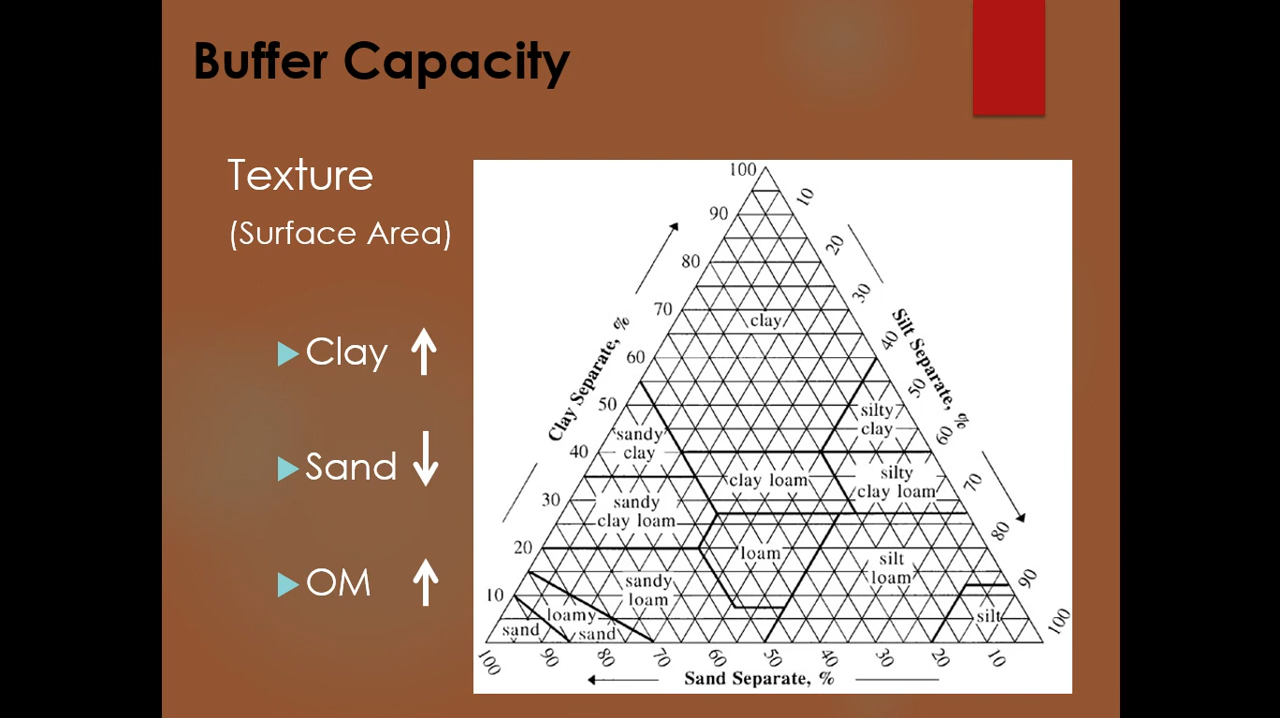 Buffer Capacity
Texture
(Surface Area)
Clay
Sand
OM
100
90
80
70
60
50
40
30
20
10
Clay Separate, %
10
20
30
40
50
60
70
80
90
100
Silt Separate, %
clay
silty
clay
sandy
clay
clay loam
silty
clay loam
sandy
clay loam
loam
silt
loam
sandy
loam
loamy
sand
sand
silt
100
90
80
70
60
50
40
30
20
10
Sand Separate, %